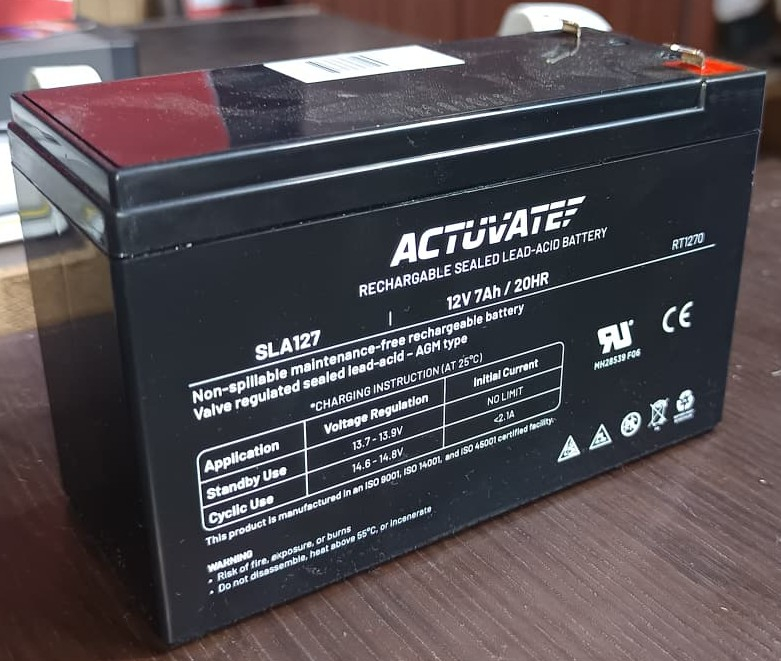 ACTUVATE
RECHARGABLE SEALED LEAD-ACID BATTERY
RT1270
SLA127 | 12V 7Ah / 20HR
Non-spillable maintenance-free rechargeable battery
Valve regulated sealed lead-acid - AGM type
*CHARGING INSTRUCTION (AT 25°C)
Application Voltage Regulation Initial Current
Standby Use 13.7 - 13.9V NO LIMIT
Cyclic Use 14.6 - 14.8V <2.1A
This product is manufactured in an ISO 9001, ISO 14001, and ISO 45001 certified facility.
WARNING
• Risk of fire, exposure, or burns
• Do not disassemble, heat above 55°C, or incenerate
RU
MH28539 F06
CE
Pb